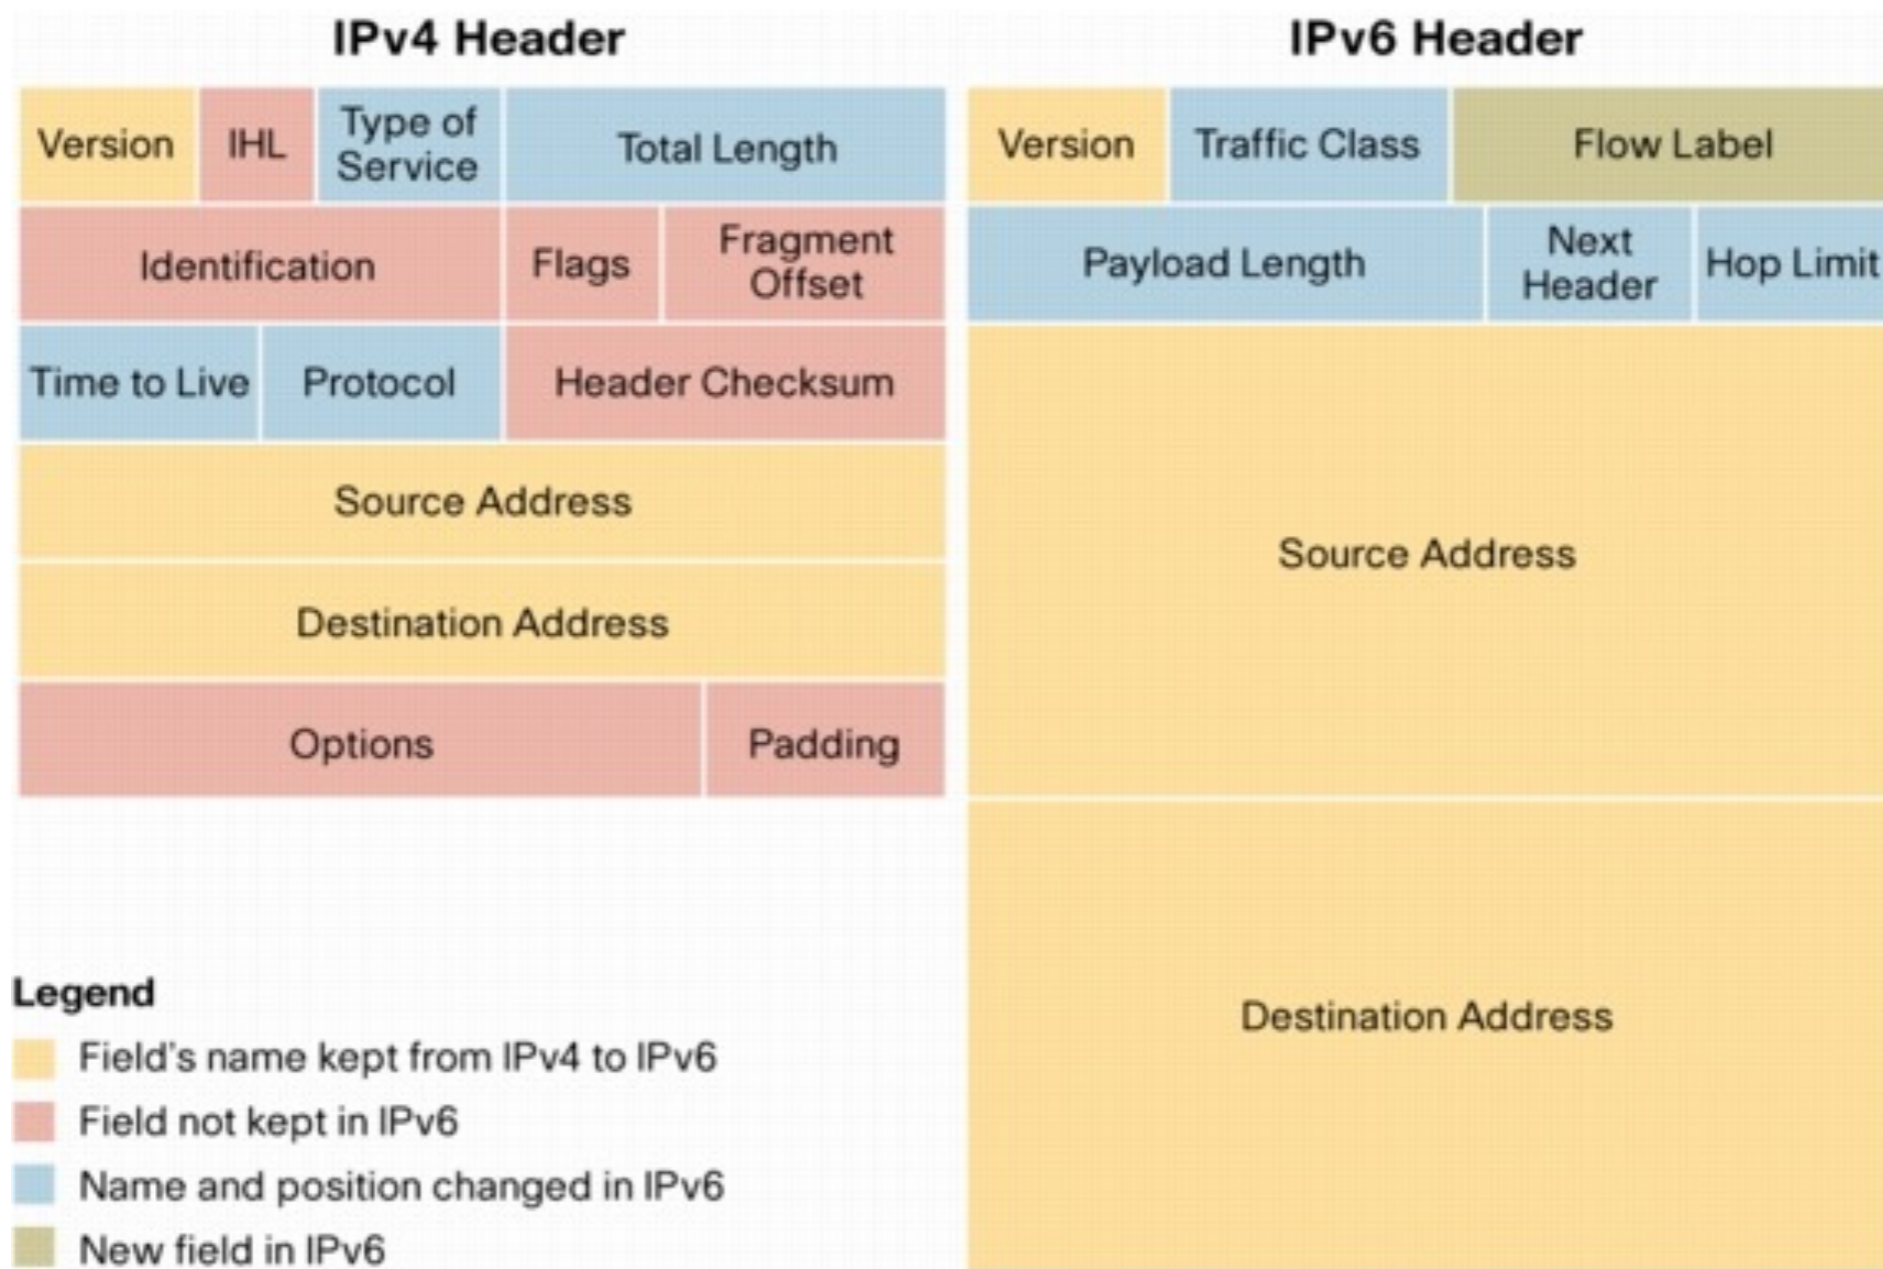 IPv4 Header
Version
IHL
Type of
Service
Total Length
Identification
Flags
Fragment
Offset
Time to Live
Protocol
Header Checksum
Source Address
Destination Address
Options
Padding
IPv6 Header
Version
Traffic Class
Flow Label
Payload Length
Next
Header
Hop Limit
Source Address
Destination Address
Legend
Field's name kept from IPv4 to IPv6
Field not kept in IPv6
Name and position changed in IPv6
New field in IPv6